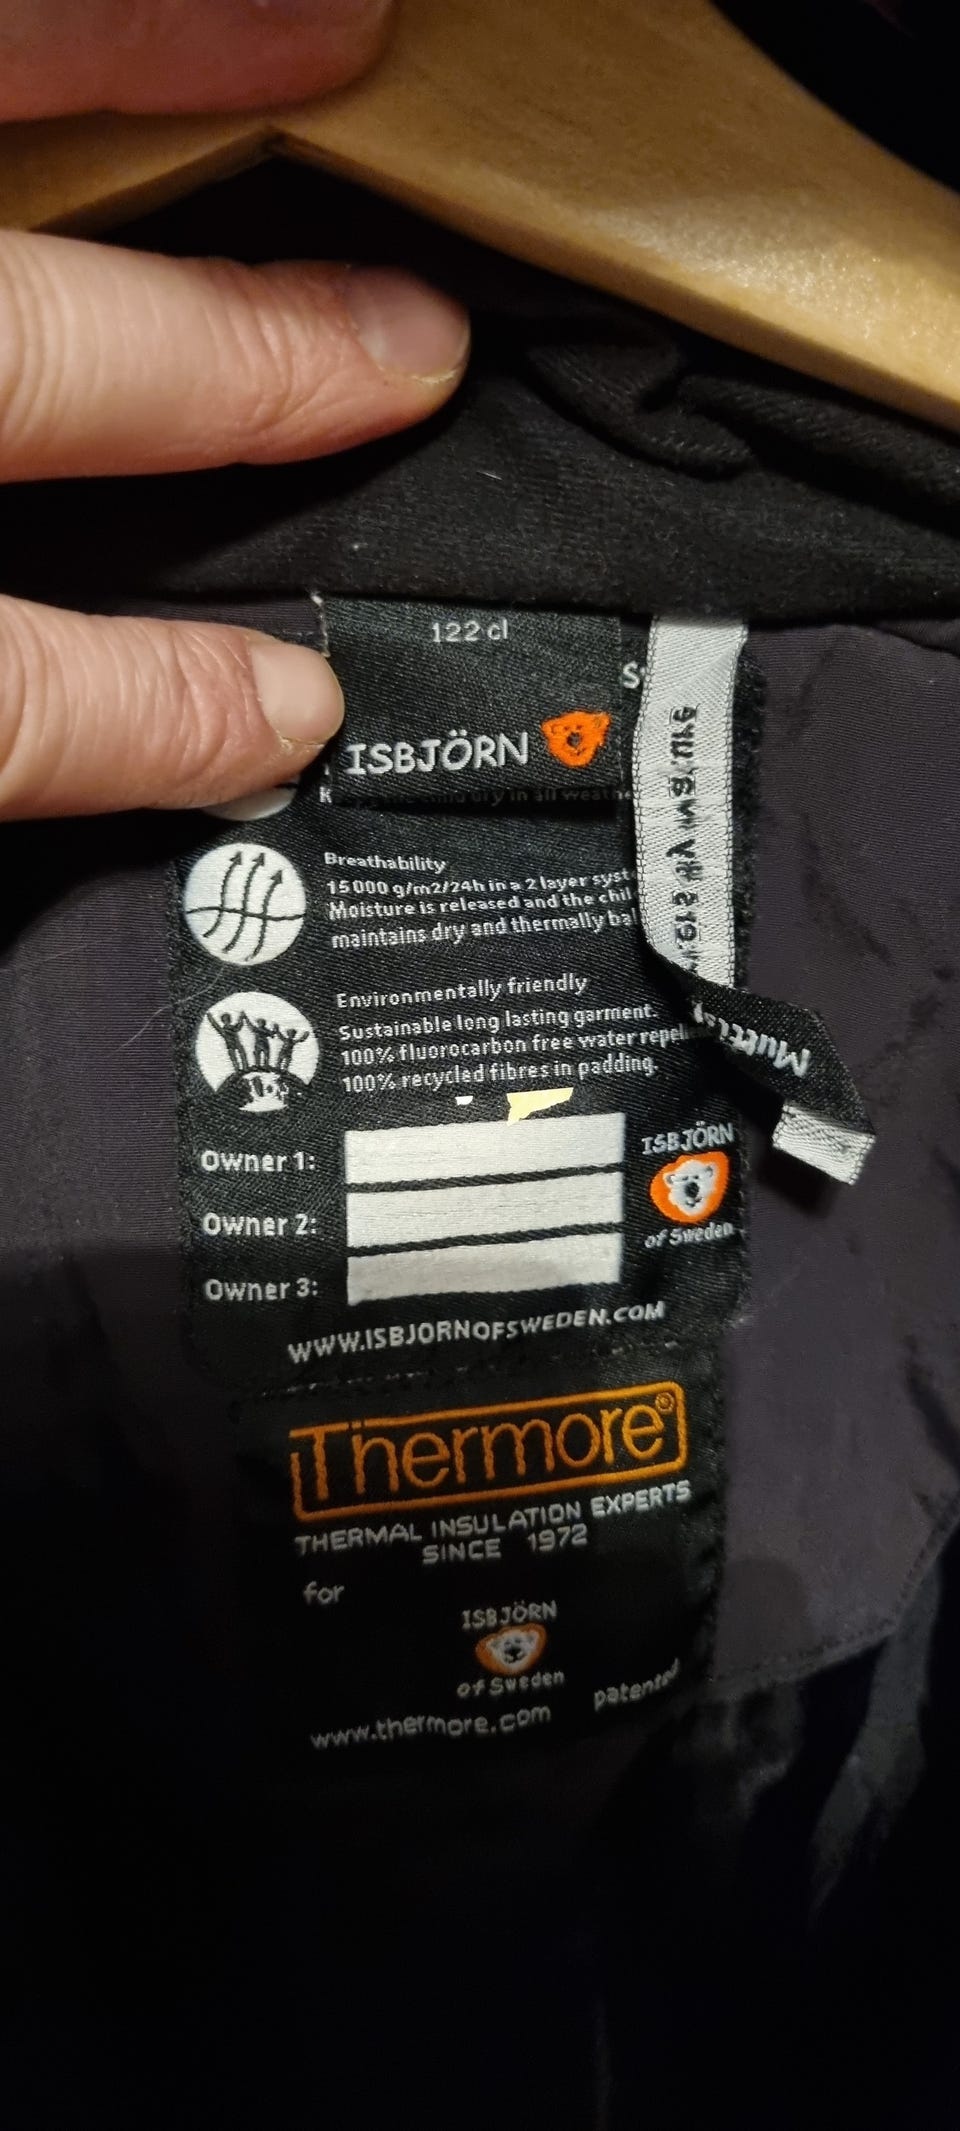 122 cl
ISBJÖRN
Breathability
15000 g/m2/24h in a 2 layer syst
Moisture is released and the chil
maintains dry and thermally bal
Environmentally friendly
Sustainable long lasting garment.
100% fluorocarbon free water repel
100% recycled fibres in padding.
Owner 1:
Owner 2:
Owner 3:
ISBJÖRN
of Sweden
WWW.ISBJORNOFSWEDEN.COM
Thermore®
THERMAL INSULATION EXPERTS
SINCE 1972
for
ISBJÖRN
of Sweden
www.thermore.com
patented